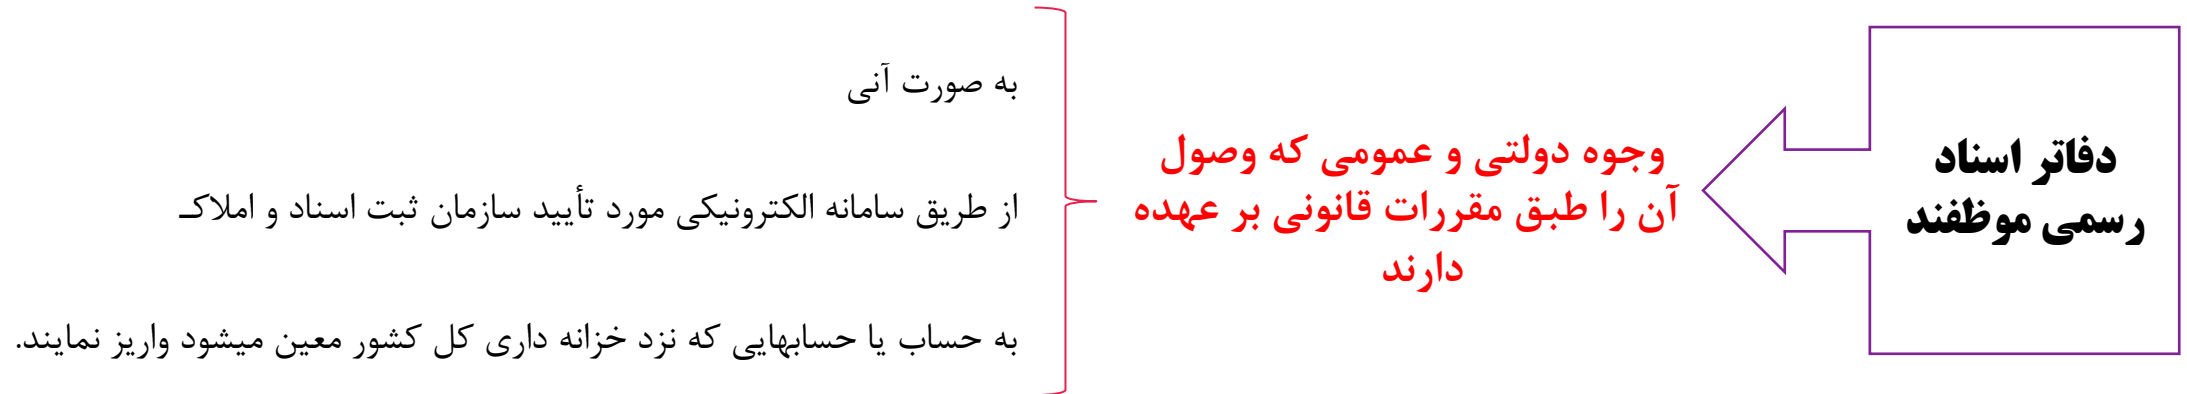 دفاتر اسناد
رسمی موظفند
وجوه دولتی و عمومی که وصول
آن را طبق مقررات قانونی بر عهده
دارند
به صورت آنی
از طریق سامانه الکترونیکی مورد تأیید سازمان ثبت اسناد و املاکـ
به حساب یا حسابهایی که نزد خزانه داری کل کشور معین میشود واریز نمایند.